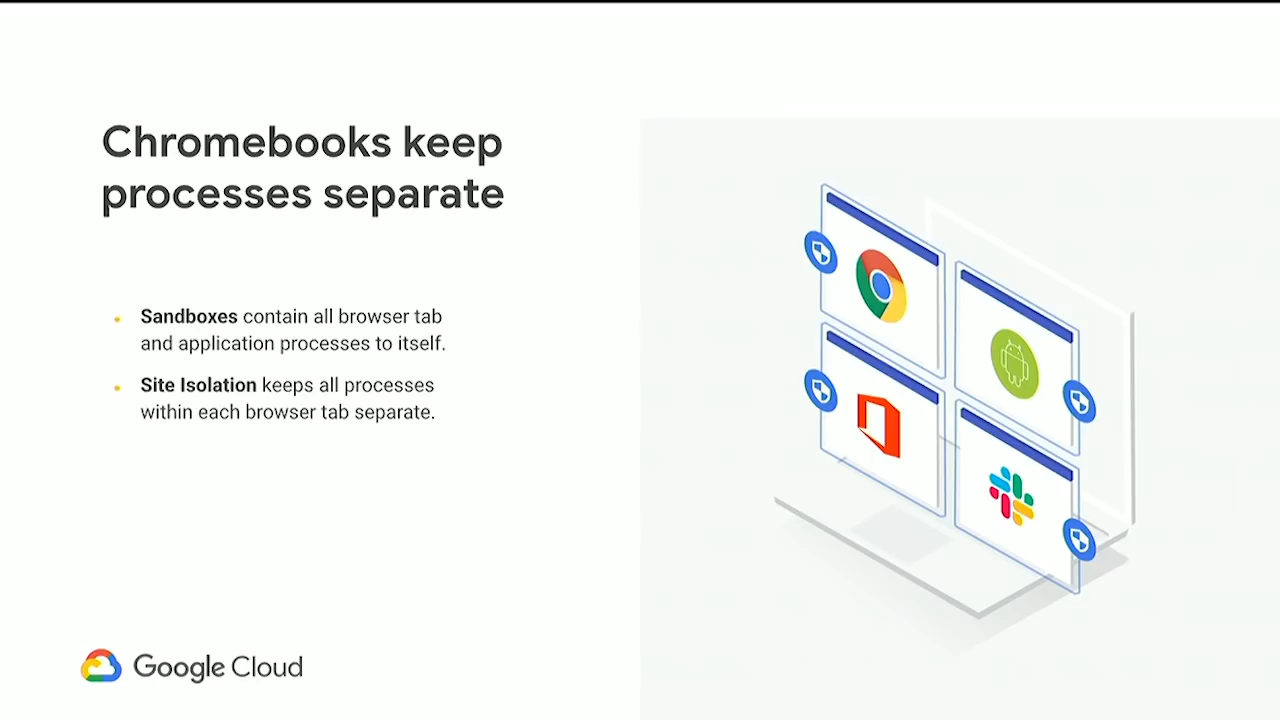 Chromebooks keep
processes separate
Sandboxes contain all browser tab
and application processes to itself.
Site Isolation keeps all processes
within each browser tab separate.
Google Cloud